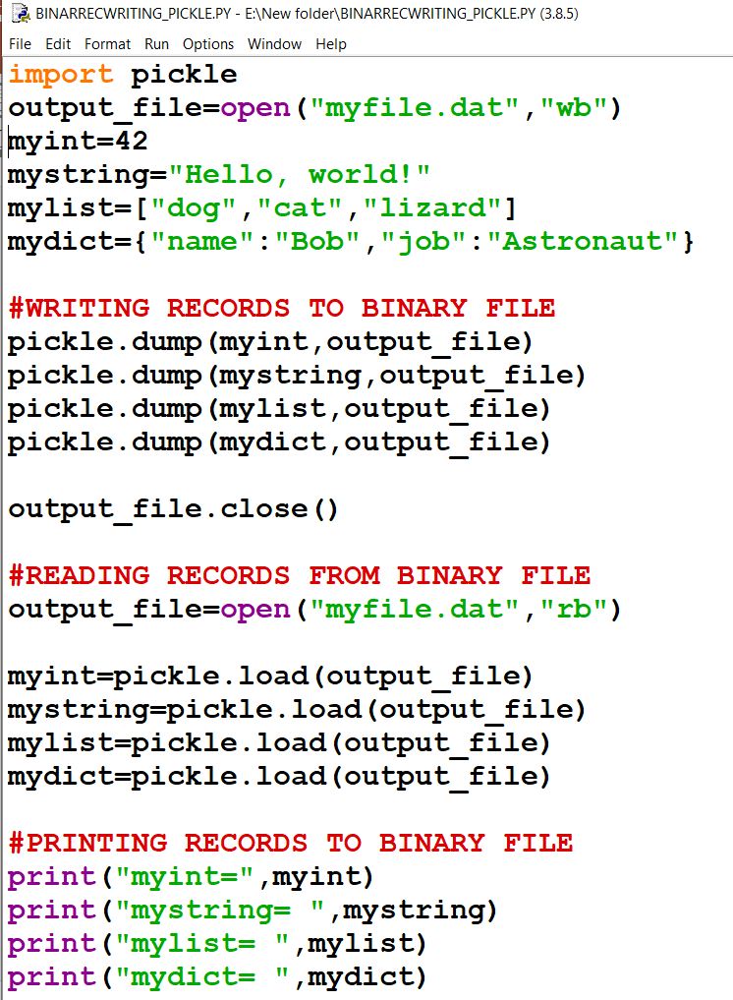 BINARRECWRITING_PICKLE.PY - E:\New folder\BINARRECWRITING_PICKLE.PY (3.8.5)
File Edit Format Run Options Window Help
import pickle
output_file=open("myfile.dat","wb")
myint=42
mystring="Hello, world!"
mylist=["dog","cat","lizard"]
mydict={"name":"Bob","job":"Astronaut"}
#WRITING RECORDS TO BINARY FILE
pickle.dump(myint,output_file)
pickle.dump(mystring,output_file)
pickle.dump(mylist,output_file)
pickle.dump(mydict,output_file)
output_file.close()
#READING RECORDS FROM BINARY FILE
output_file=open("myfile.dat","rb")
myint=pickle.load(output_file)
mystring=pickle.load(output_file)
mylist=pickle.load(output_file)
mydict=pickle.load(output_file)
#PRINTING RECORDS TO BINARY FILE
print("myint=",myint)
print("mystring= ",mystring)
print("mylist= ",mylist)
print("mydict= ",mydict)